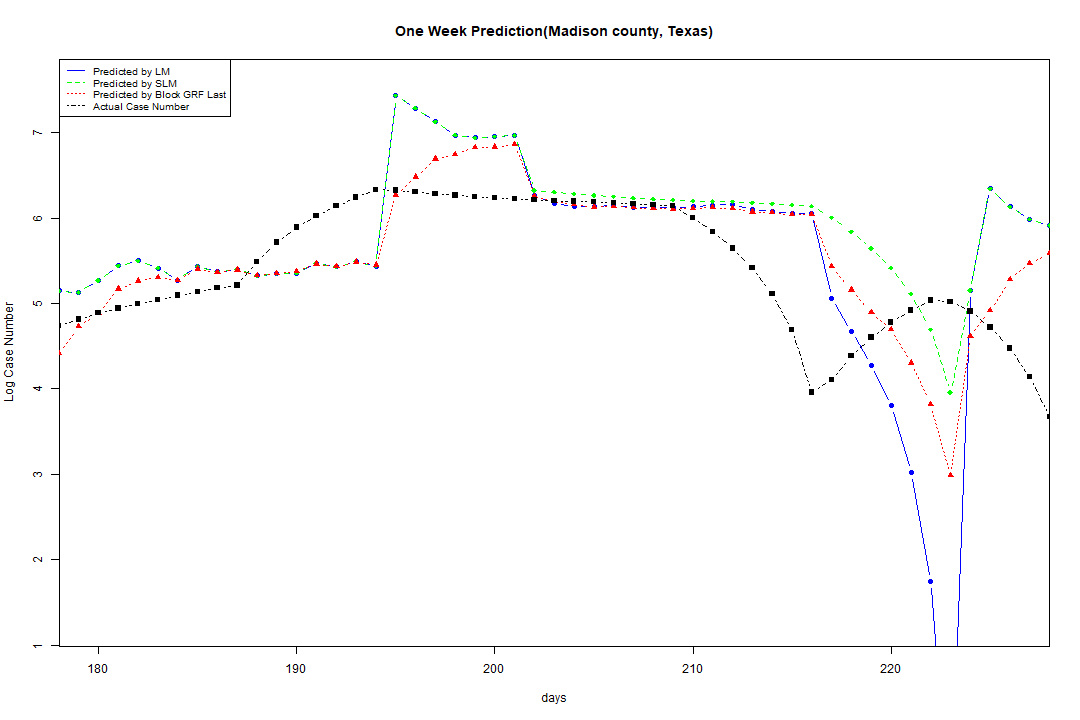 One Week Prediction(Madison county, Texas)
Predicted by LM
Predicted by SLM
Predicted by Block GRF Last
Actual Case Number
Log Case Number
7
6
5
4
3
2
1
180 190 200 210 220
days